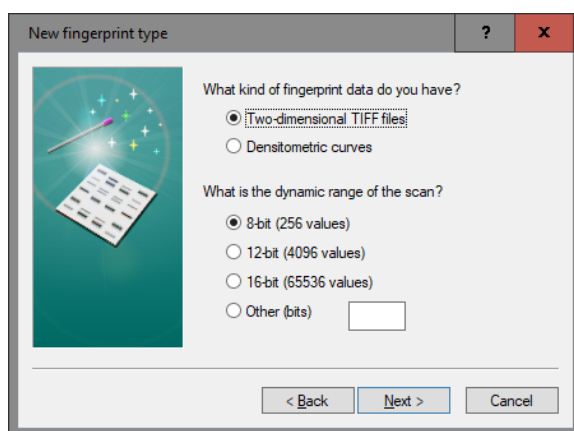 New fingerprint type
?
x
What kind of fingerprint data do you have?
Two-dimensional TIFF files
Densitometric curves
What is the dynamic range of the scan?
8-bit (256 values)
12-bit (4096 values)
16-bit (65536 values)
Other (bits)
< Back
Next >
Cancel